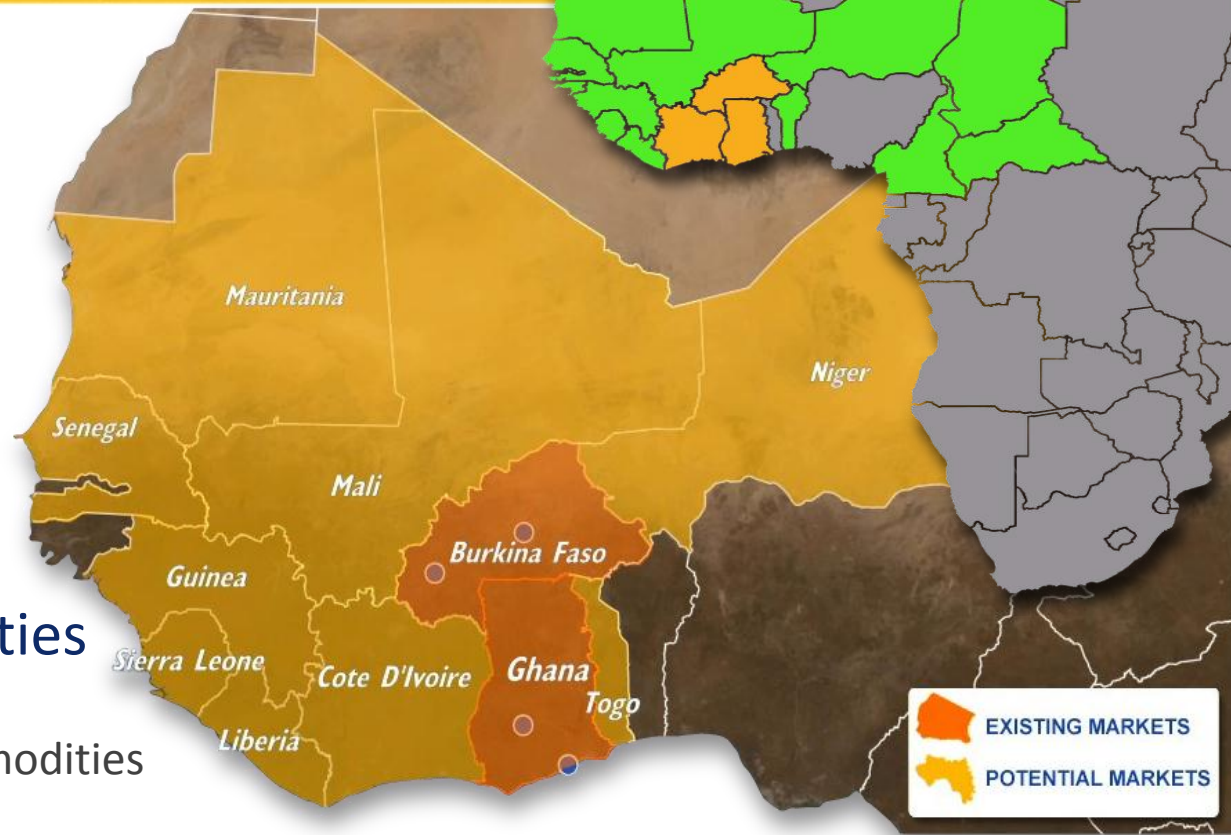 Mauritania
Niger
Senegal
Mali
Burkina Faso
Guinea
ties
Sierra Leone
Cote D'Ivoire
Ghana
Togo
Liberia
modities
EXISTING MARKETS
POTENTIAL MARKETS